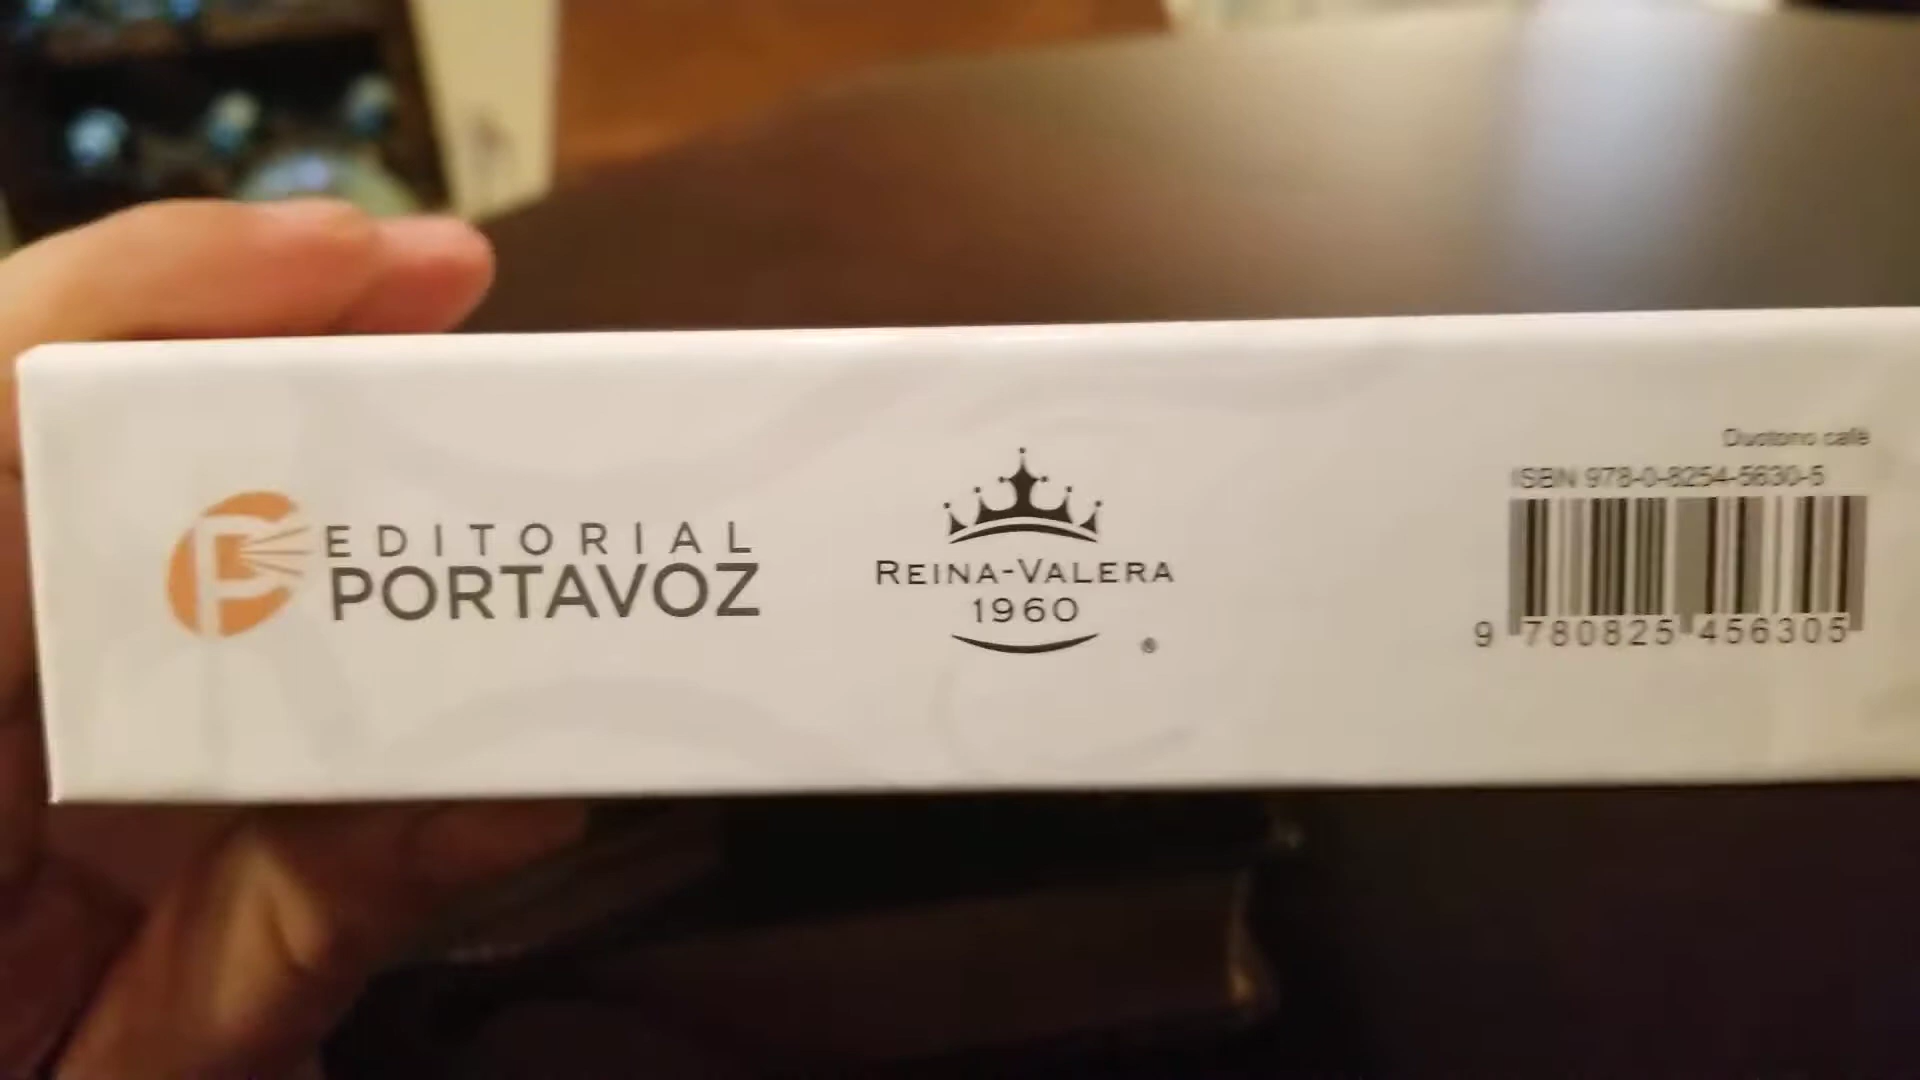 EDITORIAL
PORTAVOZ
REINA-VALERA
1960
®
Duotono café
ISBN 978-0-8254-5630-5
9 780825 456305